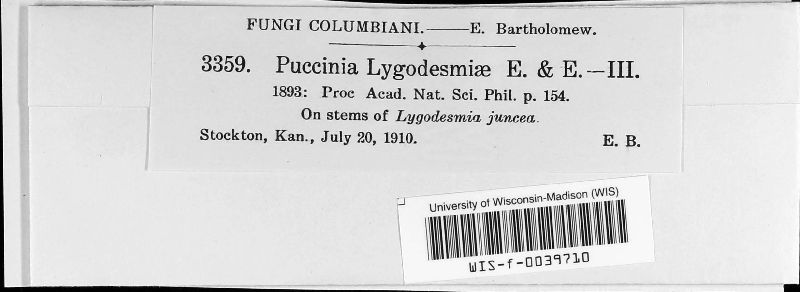 FUNGI COLUMBIANI.——E. Bartholomew.
3359. Puccinia Lygodesmiæ E. & E.—III.
1893: Proc Acad. Nat. Sci. Phil. p. 154.
On stems of Lygodesmia juncea.
Stockton, Kan., July 20, 1910. E. B.
University of Wisconsin-Madison (WIS)
WIS-f-0039710